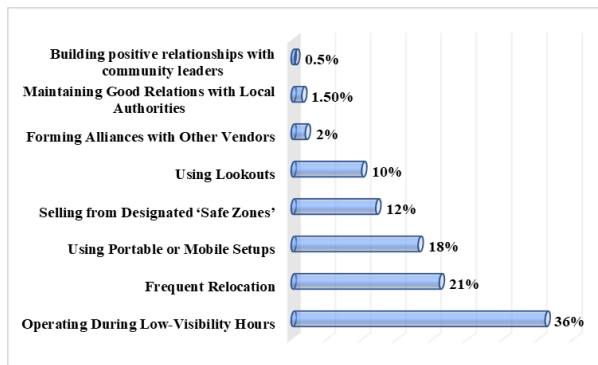 Building positive relationships with
community leaders
0.5%
Maintaining Good Relations with Local
Authorities
1.50%
Forming Alliances with Other Vendors
2%
Using Lookouts
10%
Selling from Designated ‘Safe Zones’
12%
Using Portable or Mobile Setups
18%
Frequent Relocation
21%
Operating During Low-Visibility Hours
36%